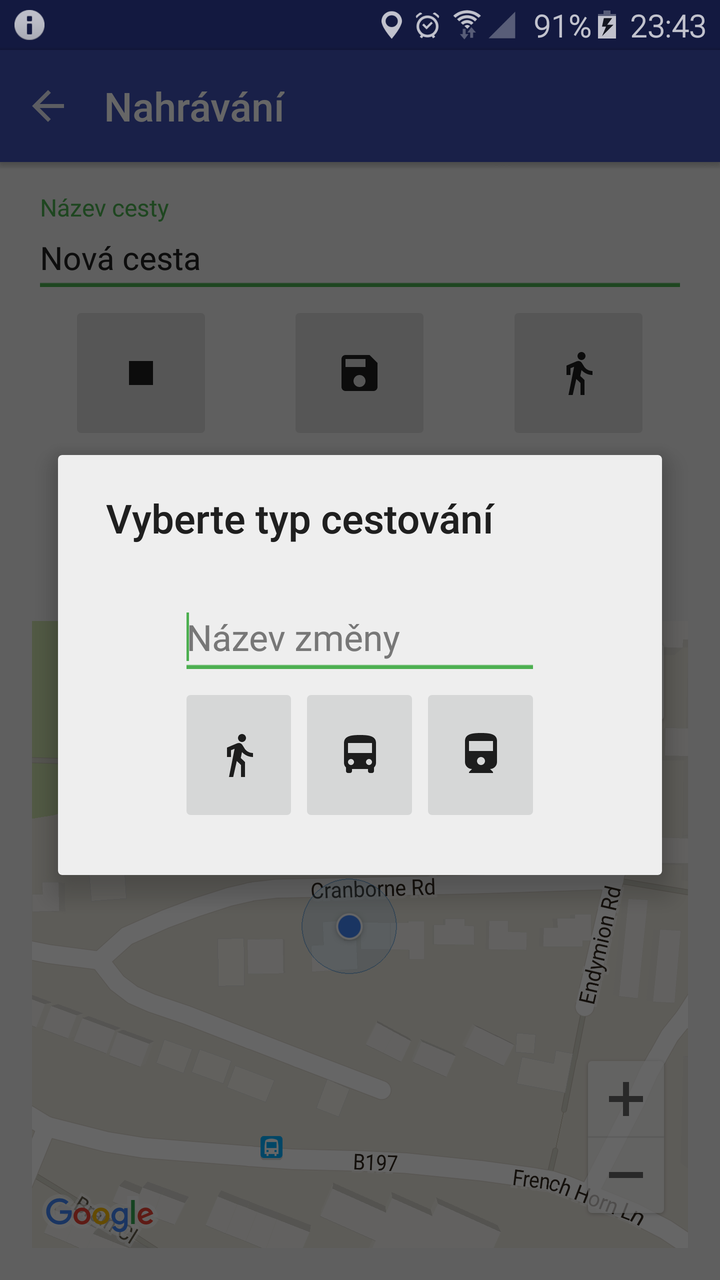 91% 23:43
Nahrávání
Název cesty
Nová cesta
Vyberte typ cestování
Název změny
Cranborne Rd
Endymion Rd
B197
French Horn Ln
Google